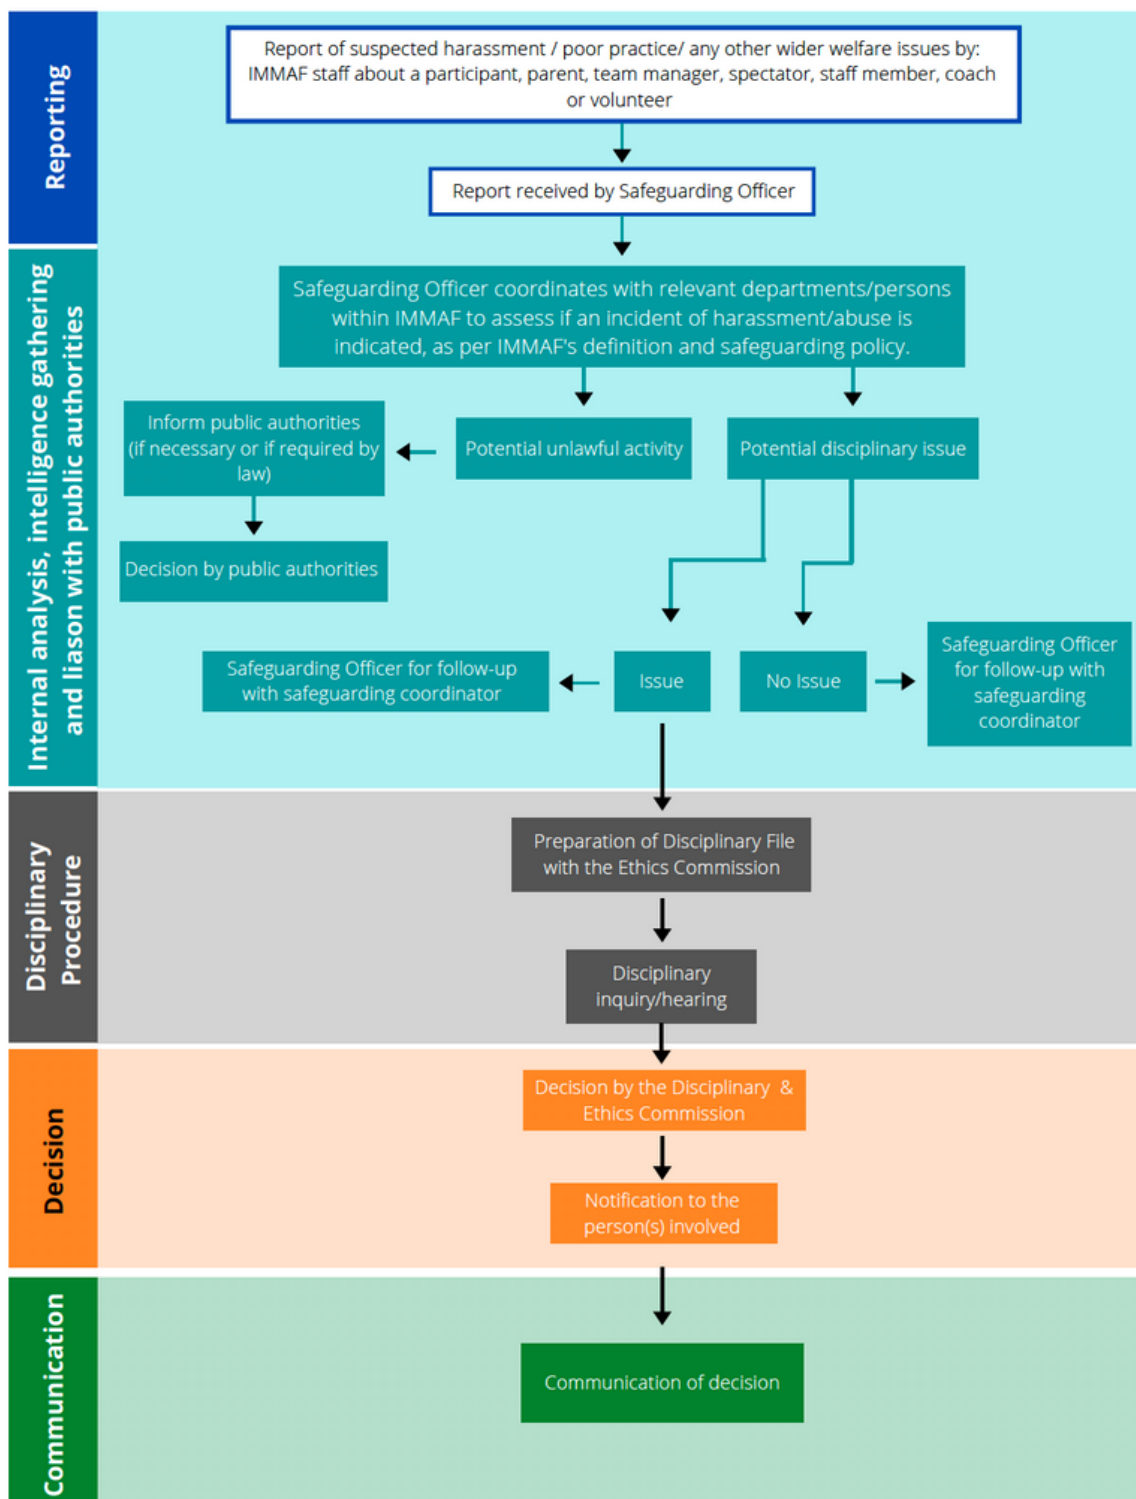 Reporting
Report of suspected harassment / poor practice/ any other wider welfare issues by:
IMMAF staff about a participant, parent, team manager, spectator, staff member, coach
or volunteer
Report received by Safeguarding Officer
Internal analysis, intelligence gathering
and liason with public authorities
Safeguarding Officer coordinates with relevant departments/persons
within IMMAF to assess if an incident of harassment/abuse is
indicated, as per IMMAF's definition and safeguarding policy.
Inform public authorities
(if necessary or if required by
law)
Potential unlawful activity
Potential disciplinary issue
Decision by public authorities
Safeguarding Officer for follow-up
with safeguarding coordinator
Issue
No Issue
Safeguarding Officer
for follow-up with
safeguarding
coordinator
Disciplinary
Procedure
Preparation of Disciplinary File
with the Ethics Commission
Disciplinary
inquiry/hearing
Decision
Decision by the Disciplinary &
Ethics Commission
Notification to the
person(s) involved
Communication
Communication of decision